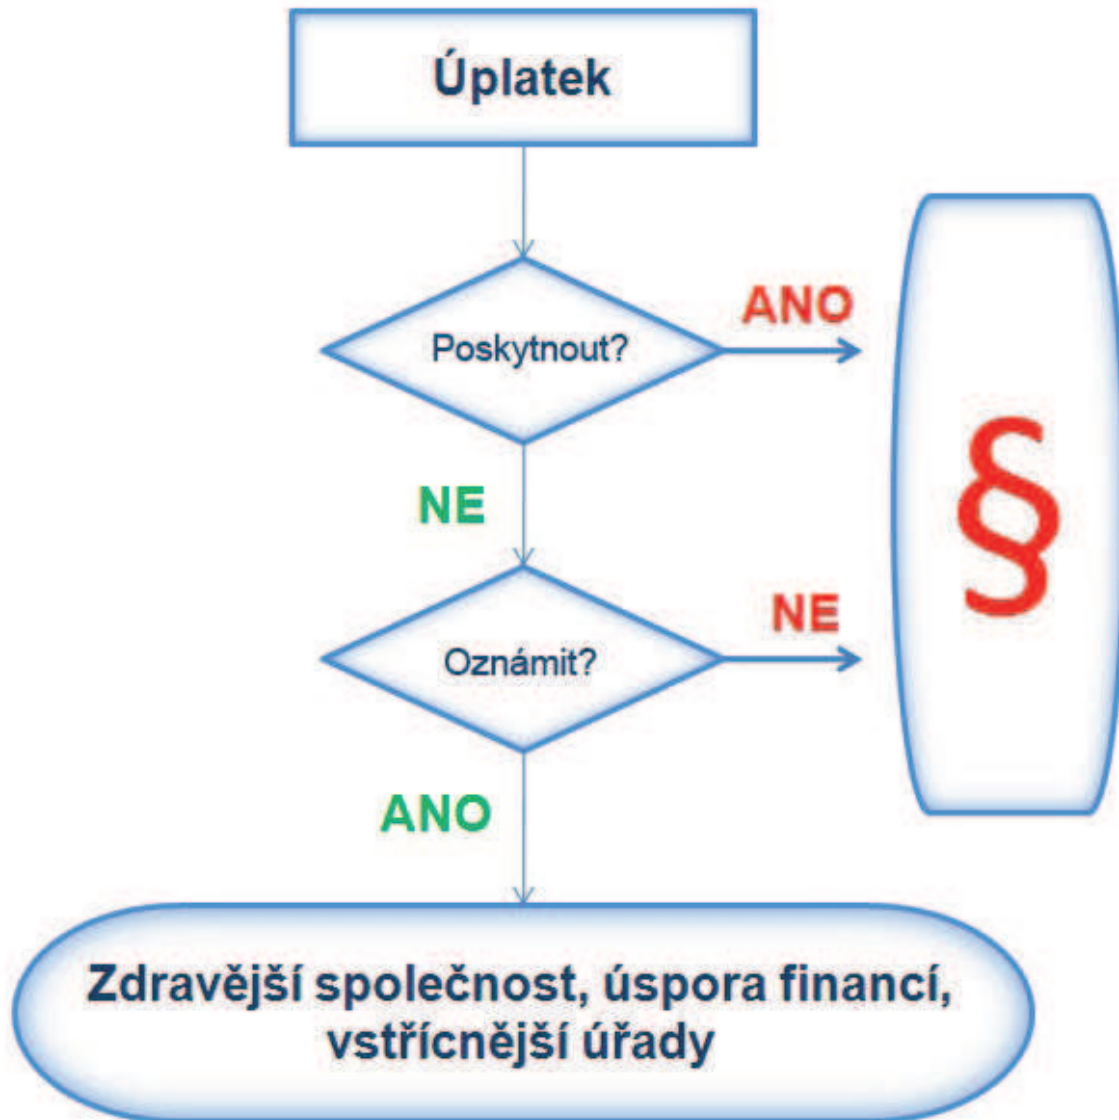 Úplatek
Poskytnout?
ANO
§
NE
Oznámit?
NE
ANO
Zdravější společnost, úspora financí,
vstřícnější úřady